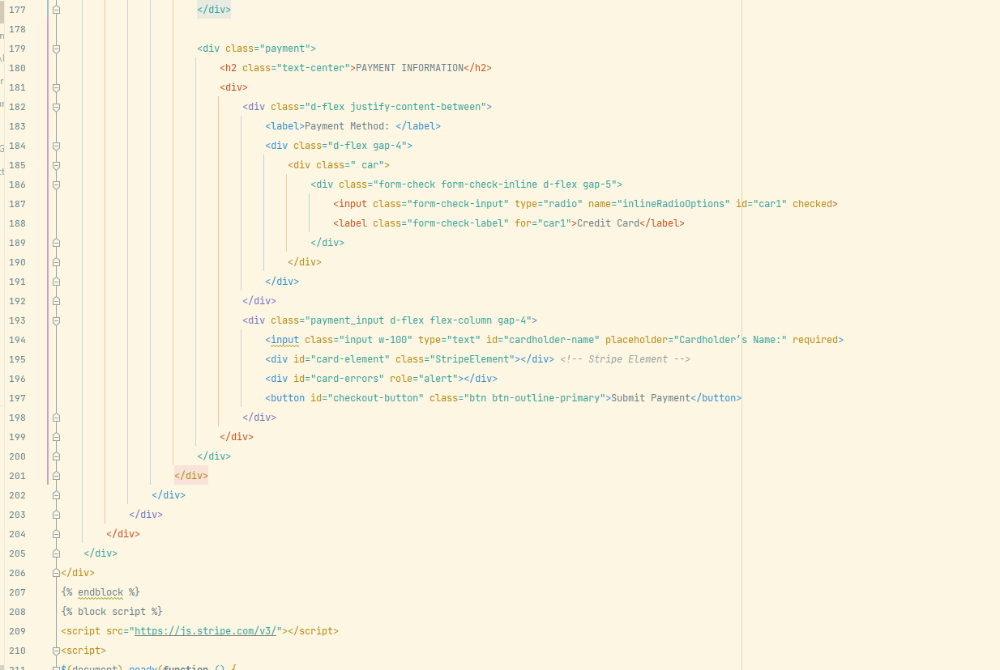 177 </div>
178
179 <div class="payment">
180 <h2 class="text-center">PAYMENT INFORMATION</h2>
181 <div>
182 <div class="d-flex justify-content-between">
183 <label>Payment Method: </label>
184 <div class="d-flex gap-4">
185 <div class=" car">
186 <div class="form-check form-check-inline d-flex gap-5">
187 <input class="form-check-input" type="radio" name="inlineRadioOptions" id="car1" checked>
188 <label class="form-check-label" for="car1">Credit Card</label>
189 </div>
190 </div>
191 </div>
192 </div>
193 <div class="payment_input d-flex flex-column gap-4">
194 <input class="input w-100" type="text" id="cardholder-name" placeholder="Cardholder’s Name:" required>
195 <div id="card-element" class="StripeElement"></div> <!-- Stripe Element -->
196 <div id="card-errors" role="alert"></div>
197 <button id="checkout-button" class="btn btn-outline-primary">Submit Payment</button>
198 </div>
199 </div>
200 </div>
201 </div>
202 </div>
203 </div>
204 </div>
205 </div>
206 </div>
207 {% endblock %}
208 {% block script %}
209 <script src="https://js.stripe.com/v3/"></script>
210 <script>
211 $(document).ready(function () {